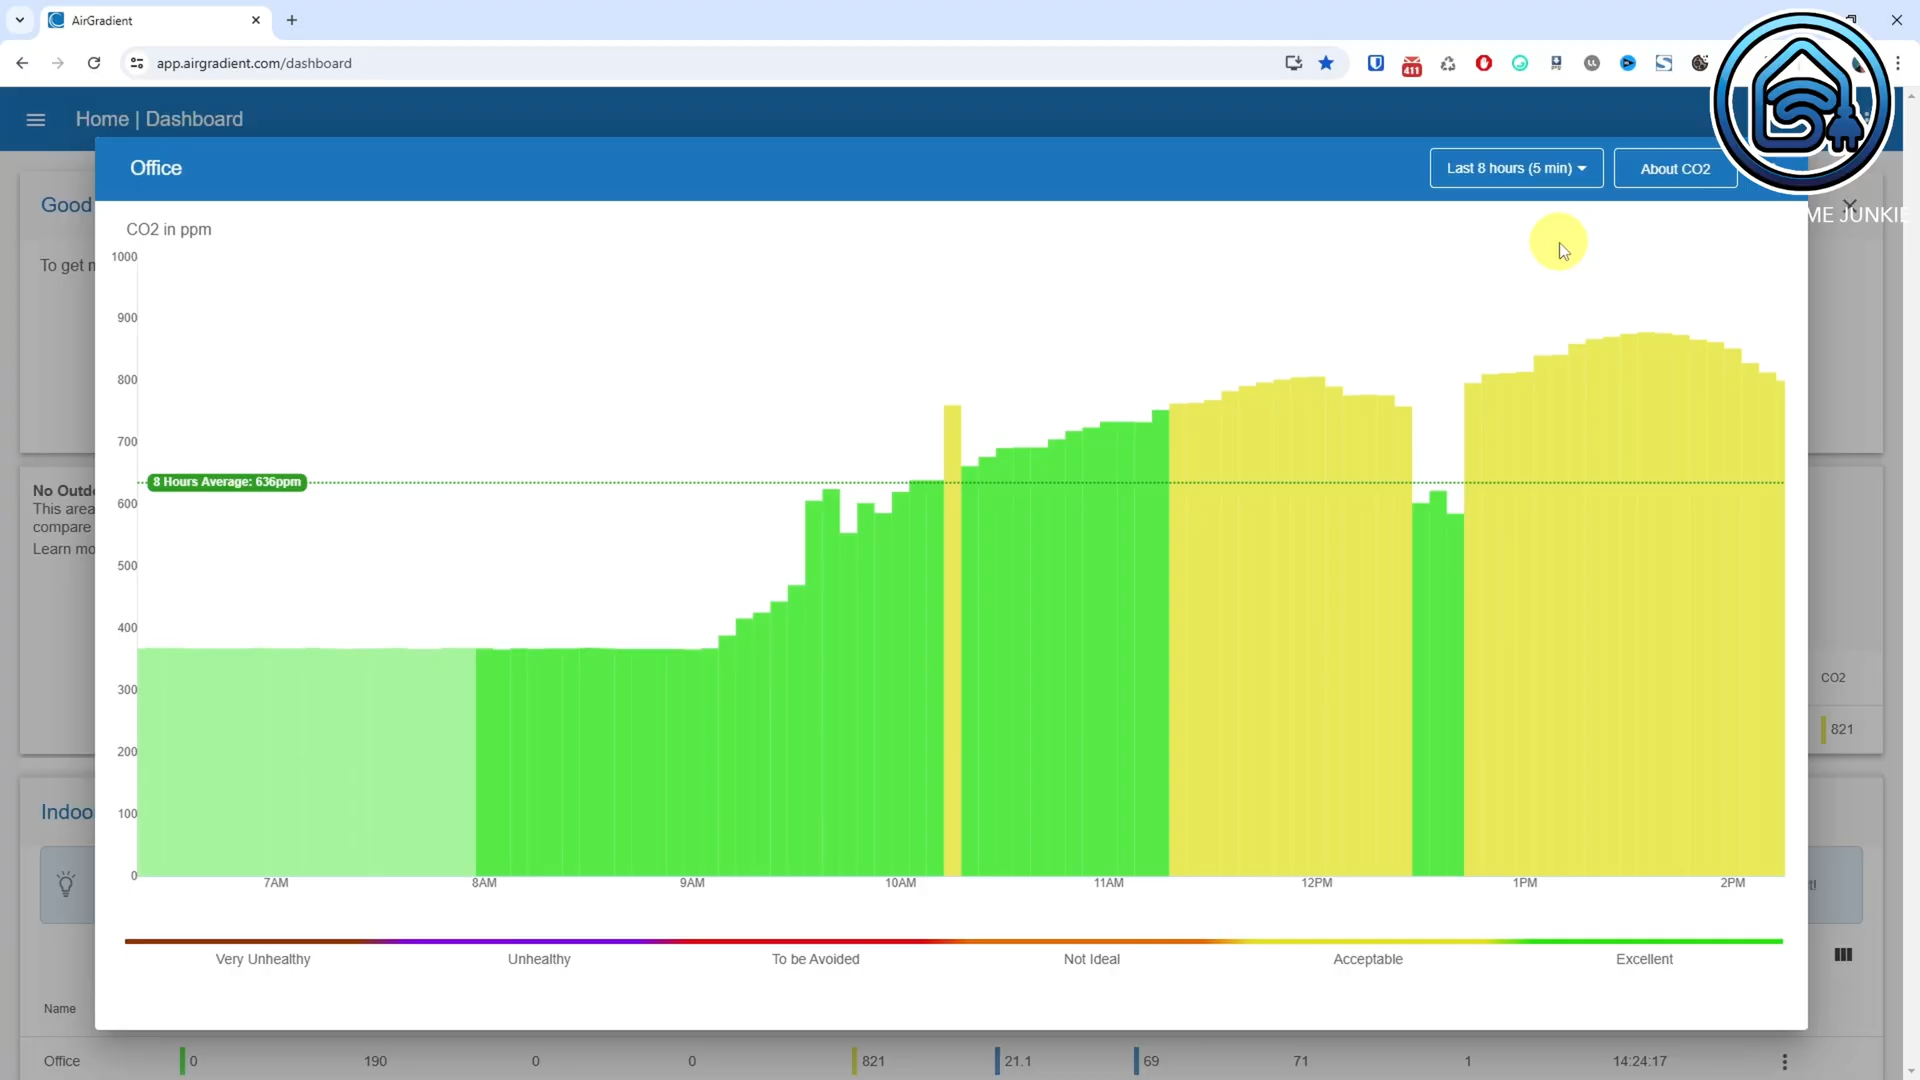 AirGradient
app.airgradient.com/dashboard
411
Home | Dashboard
Office
Last 8 hours (5 min)
About CO2
ME JUNKIE
Good
To get
CO2 in ppm
1000
900
800
700
600
500
400
300
200
100
0
8 Hours Average: 636ppm
7AM 8AM 9AM 10AM 11AM 12PM 1PM 2PM
No Outd
This area
compare
Learn mo
CO2
821
Indoo
Very Unhealthy Unhealthy To be Avoided Not Ideal Acceptable Excellent
Name
Office 0 190 0 0 821 21.1 69 71 1 14:24:17